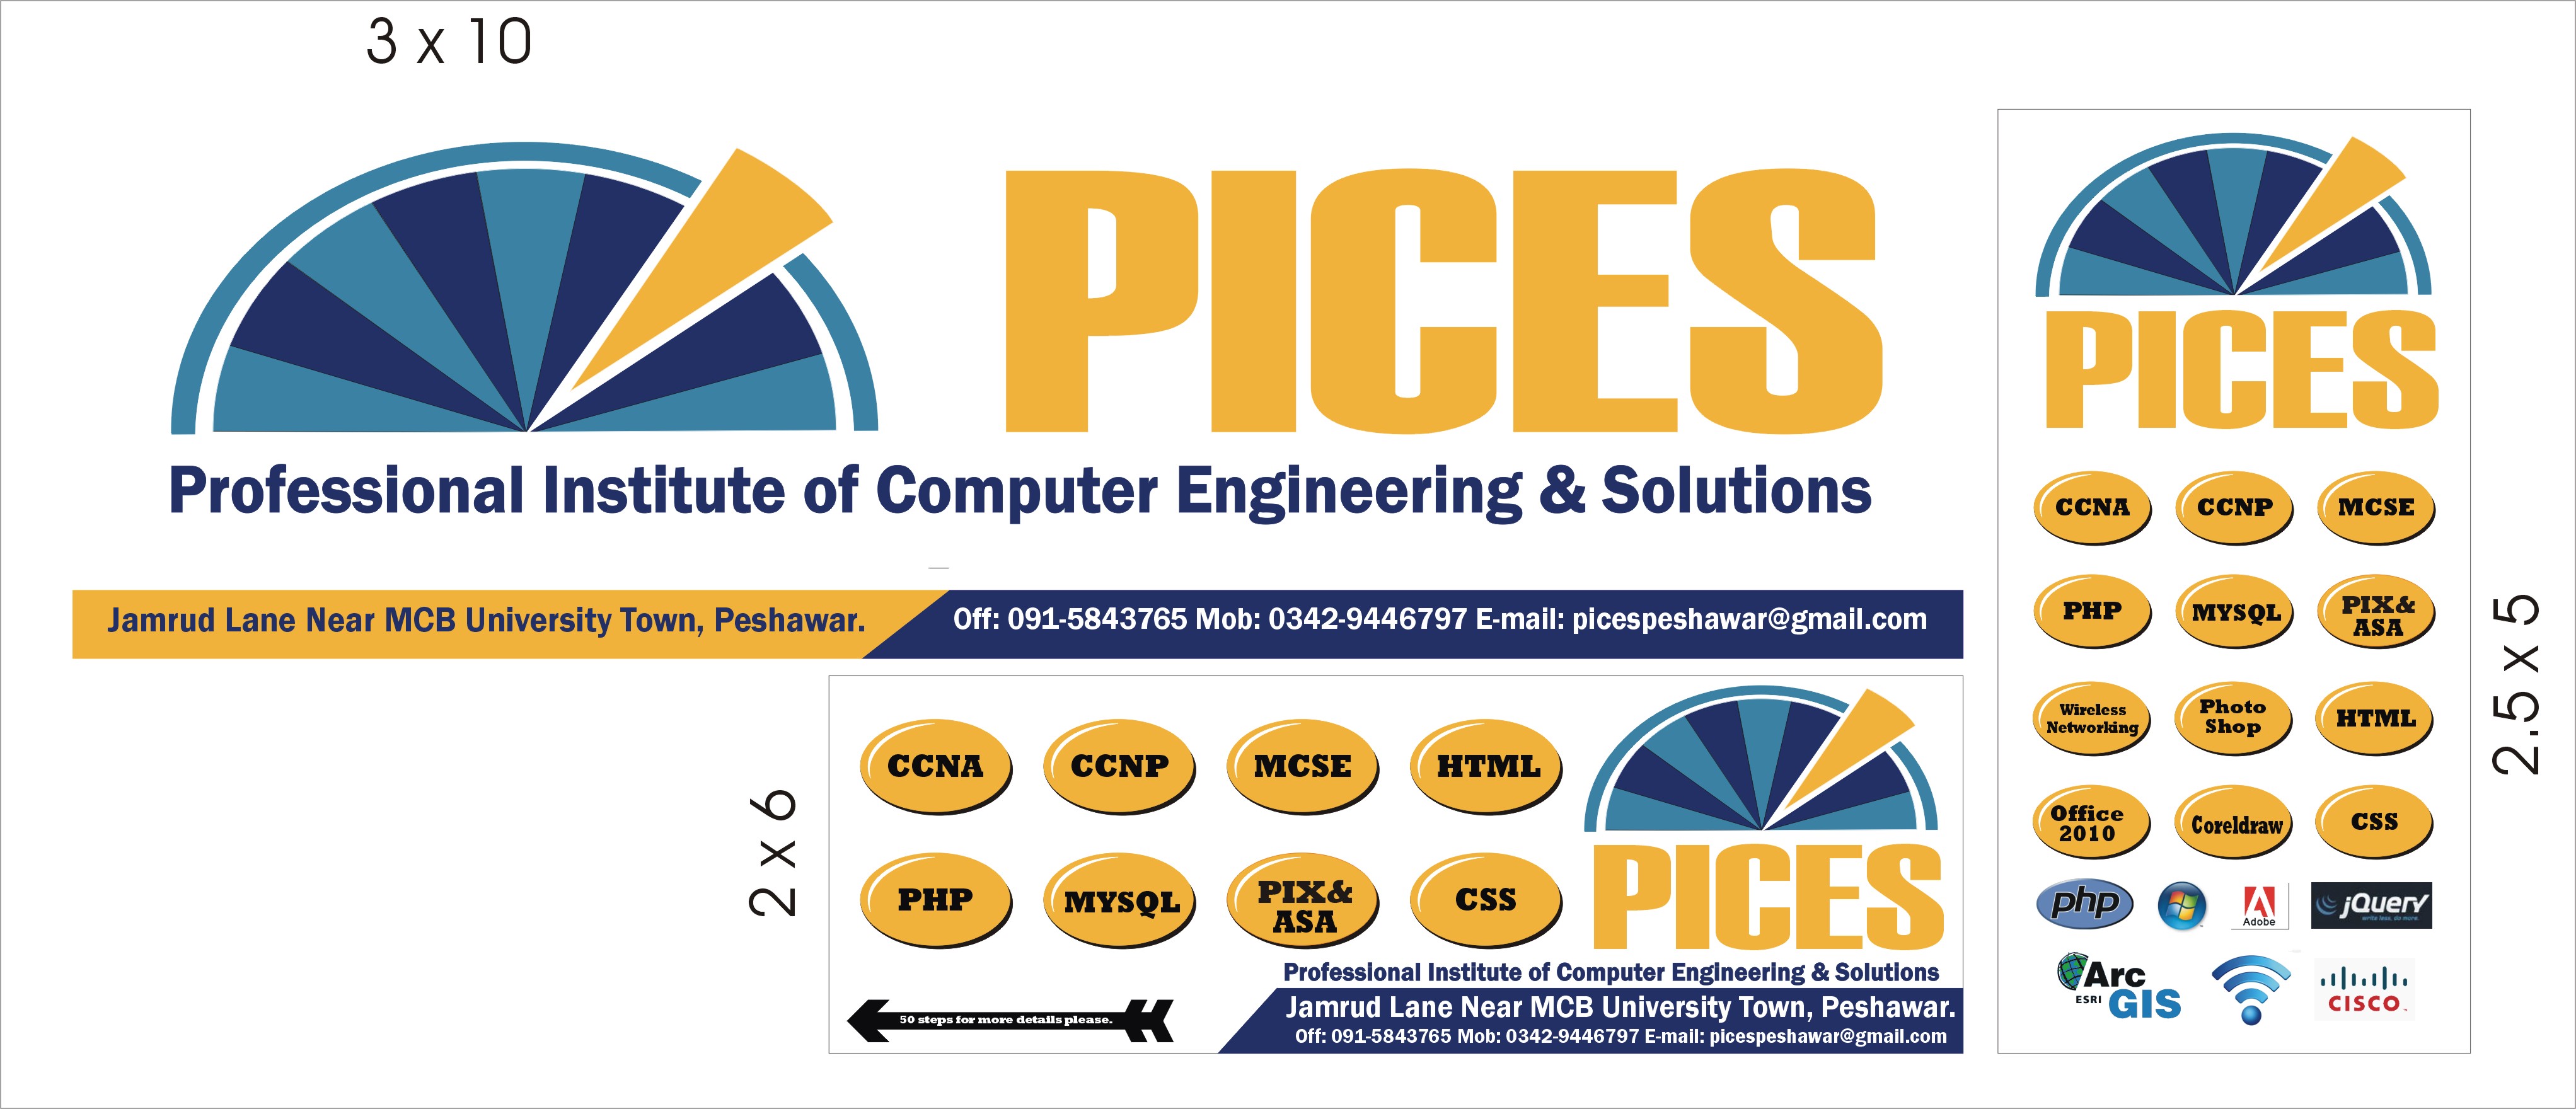 3 x 10
PICES
Professional Institute of Computer Engineering & Solutions
Jamrud Lane Near MCB University Town, Peshawar.
Off: 091-5843765 Mob: 0342-9446797 E-mail: picespeshawar@gmail.com
2 x 6
CCNA CCNP MCSE HTML
PHP MYSQL PIX&
ASA CSS
PICES
Professional Institute of Computer Engineering & Solutions
Jamrud Lane Near MCB University Town, Peshawar.
Off: 091-5843765 Mob: 0342-9446797 E-mail: picespeshawar@gmail.com
50 steps for more details please.
PICES
CCNA CCNP MCSE
PHP MYSQL PIX&
ASA
Wireless
Networking
Photo
Shop
HTML
Office
2010
Coreldraw
CSS
php
Adobe
jQuery
write less, do more.
Arc
ESRI GIS
CISCO
2.5 x 5